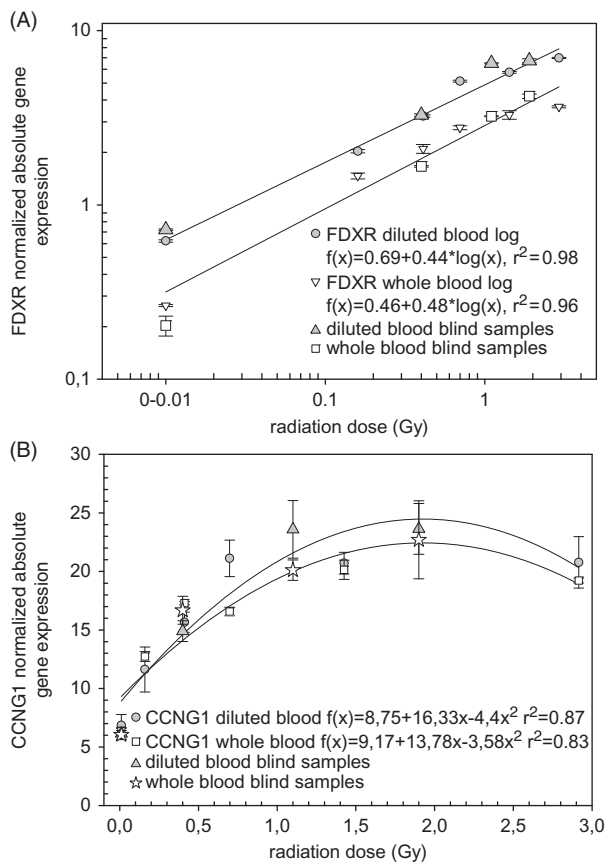 (A)
10
1
0,1
FDXR normalized absolute gene
expression
FDXR diluted blood log
f(x)=0.69+0.44*log(x), r²=0.98
FDXR whole blood log
f(x)=0.46+0.48*log(x), r²=0.96
diluted blood blind samples
whole blood blind samples
0-0.01 0.1 1
radiation dose (Gy)
(B)
30
25
20
15
10
5
0
CCNG1 normalized absolute
gene expression
CCNG1 diluted blood f(x)=8,75+16,33x-4,4x² r²=0.87
CCNG1 whole blood f(x)=9,17+13,78x-3,58x² r²=0.83
diluted blood blind samples
whole blood blind samples
0,0 0,5 1,0 1,5 2,0 2,5 3,0
radiation dose (Gy)